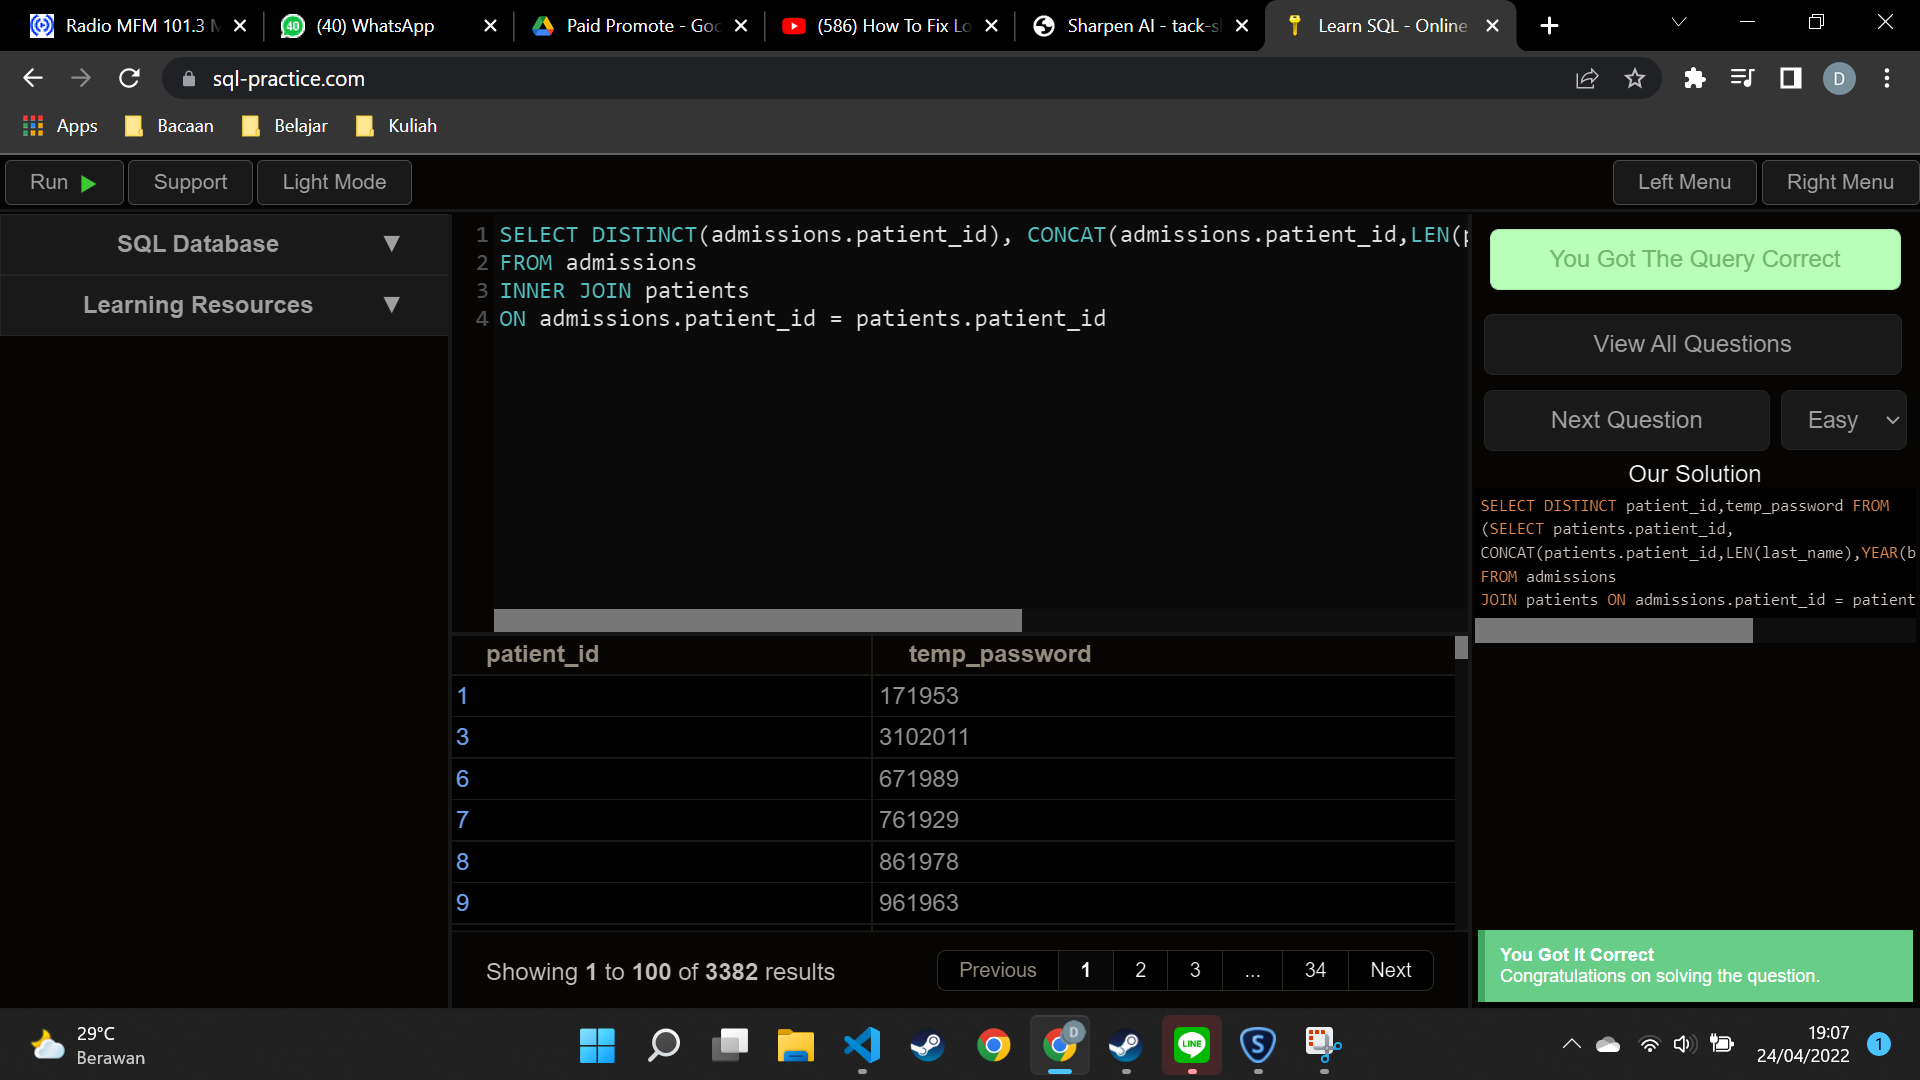 Radio MFM 101.3 M
(40) WhatsApp
Paid Promote - Goo
(586) How To Fix Lo
Sharpen AI - tack-sl
Learn SQL - Online
sql-practice.com
D
Apps
Bacaan
Belajar
Kuliah
Run
Support
Light Mode
Left Menu
Right Menu
SQL Database
Learning Resources
1 SELECT DISTINCT(admissions.patient_id), CONCAT(admissions.patient_id,LEN(p
2 FROM admissions
3 INNER JOIN patients
4 ON admissions.patient_id = patients.patient_id
You Got The Query Correct
View All Questions
Next Question
Easy
Our Solution
SELECT DISTINCT patient_id,temp_password FROM
(SELECT patients.patient_id,
CONCAT(patients.patient_id,LEN(last_name),YEAR(b
FROM admissions
JOIN patients ON admissions.patient_id = patient
patient_id temp_password
1 171953
3 3102011
6 671989
7 761929
8 861978
9 961963
Showing 1 to 100 of 3382 results
Previous 1 2 3 ... 34 Next
You Got It Correct
Congratulations on solving the question.
29°C
Berawan
D
LINE
S
19:07
24/04/2022
1